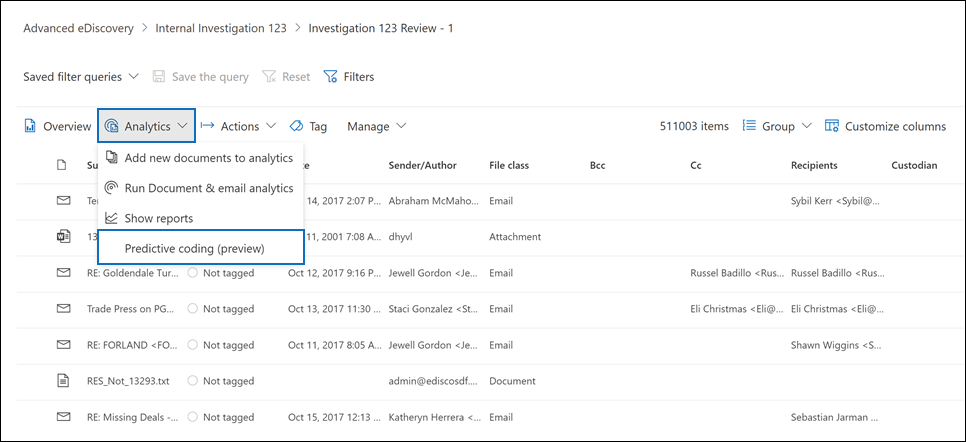 Advanced eDiscovery > Internal Investigation 123 > Investigation 123 Review - 1
Saved filter queries Save the query Reset Filters
Overview Analytics Actions Tag Manage 511003 items Group Customize columns
Add new documents to analytics
Run Document & email analytics
Show reports
Predictive coding (preview)
Su Sender/Author File class Bcc Cc Recipients Custodian
Te 14, 2017 2:07 P... Abraham McMaho... Email Sybil Kerr <Sybil@...
13 11, 2001 7:08 A... dhyvl Attachment
RE: Goldendale Tur... Not tagged Oct 12, 2017 9:16 P... Jewell Gordon <Je... Email Russel Badillo <Rus... Russel Badillo <Rus...
Trade Press on PG... Not tagged Oct 13, 2017 11:30 ... Staci Gonzalez <St... Email Eli Christmas <Eli@... Eli Christmas <Eli@...
RE: FORLAND <FO... Not tagged Oct 11, 2017 8:05 A... Jewell Gordon <Je... Email Shawn Wiggins <S...
RES_Not_13293.txt Not tagged admin@ediscosdf... Document
RE: Missing Deals -... Not tagged Oct 15, 2017 12:13 ... Katheryn Herrera <... Email Sebastian Jarman ...